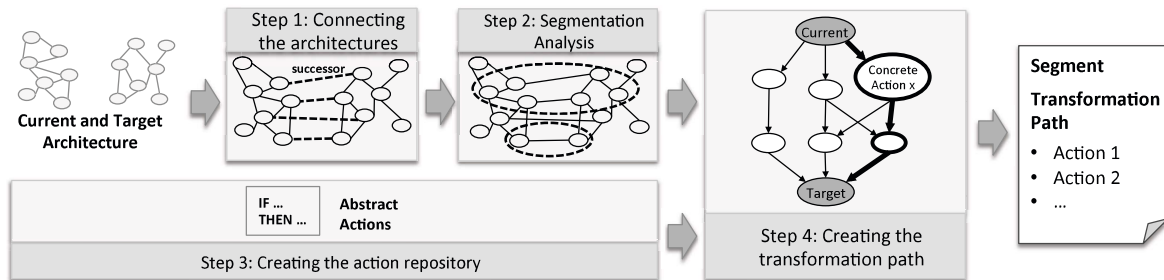 Current and Target
Architecture
Step 1: Connecting
the architectures
successor
Step 2: Segmentation
Analysis
IF ...
THEN ...
Abstract
Actions
Step 3: Creating the action repository
Current
Concrete
Action x
Target
Step 4: Creating the
transformation path
Segment
Transformation
Path
• Action 1
• Action 2
• ...